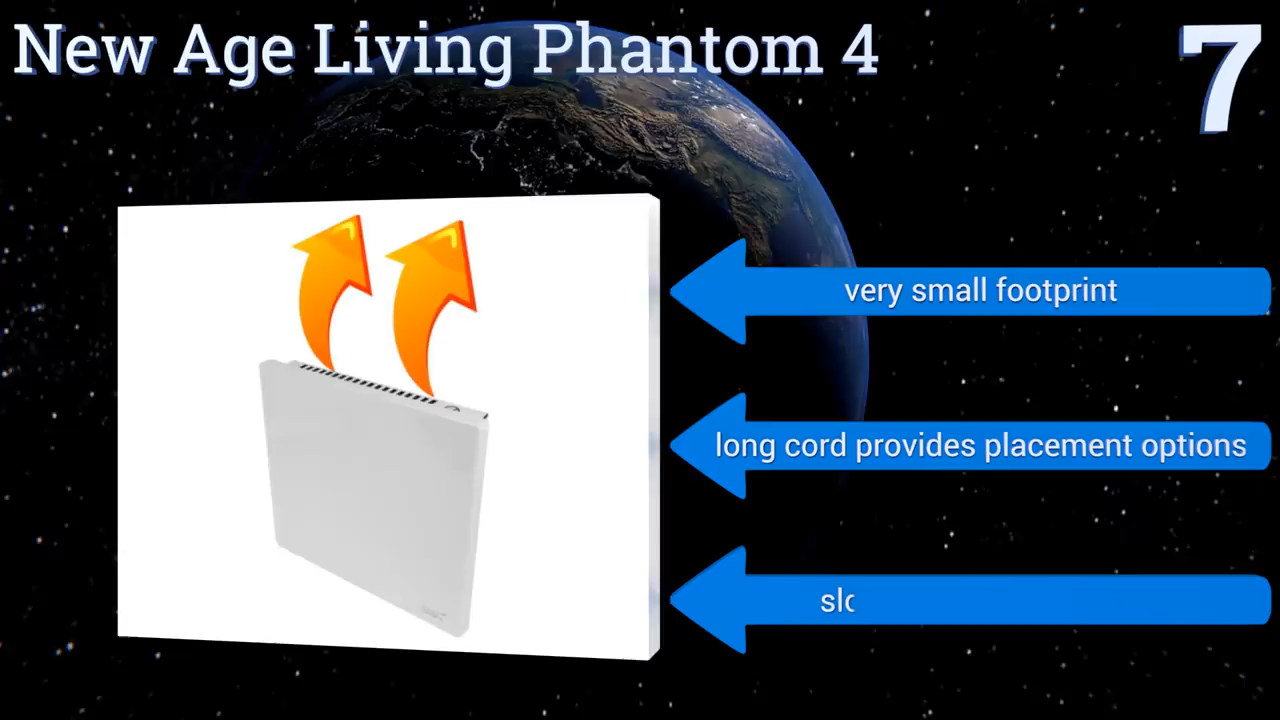 New Age Living Phantom 4
7
very small footprint
long cord provides placement options